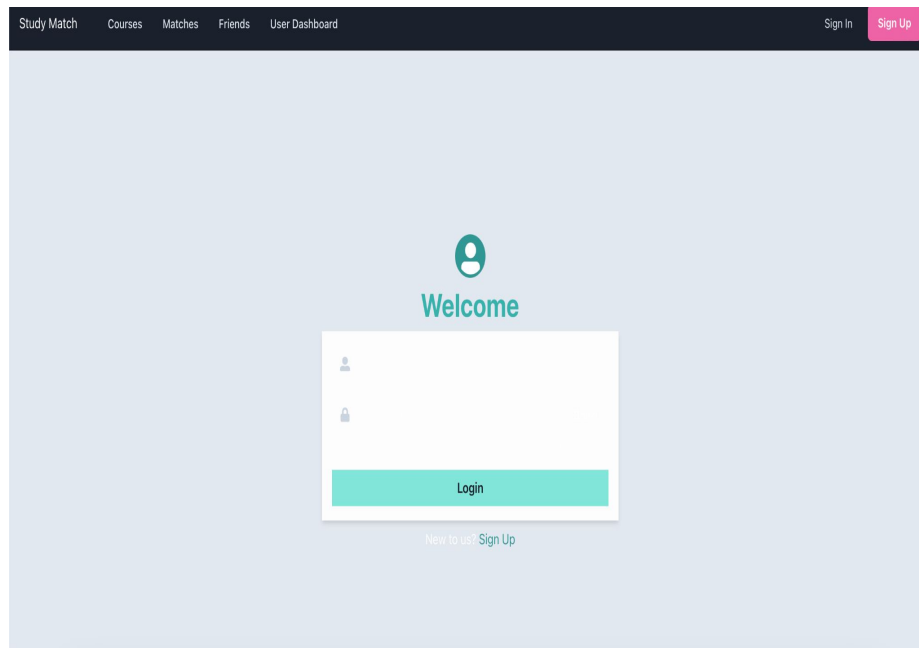 Study Match Courses Matches Friends User Dashboard Sign In Sign Up
Welcome
Login
New to us? Sign Up